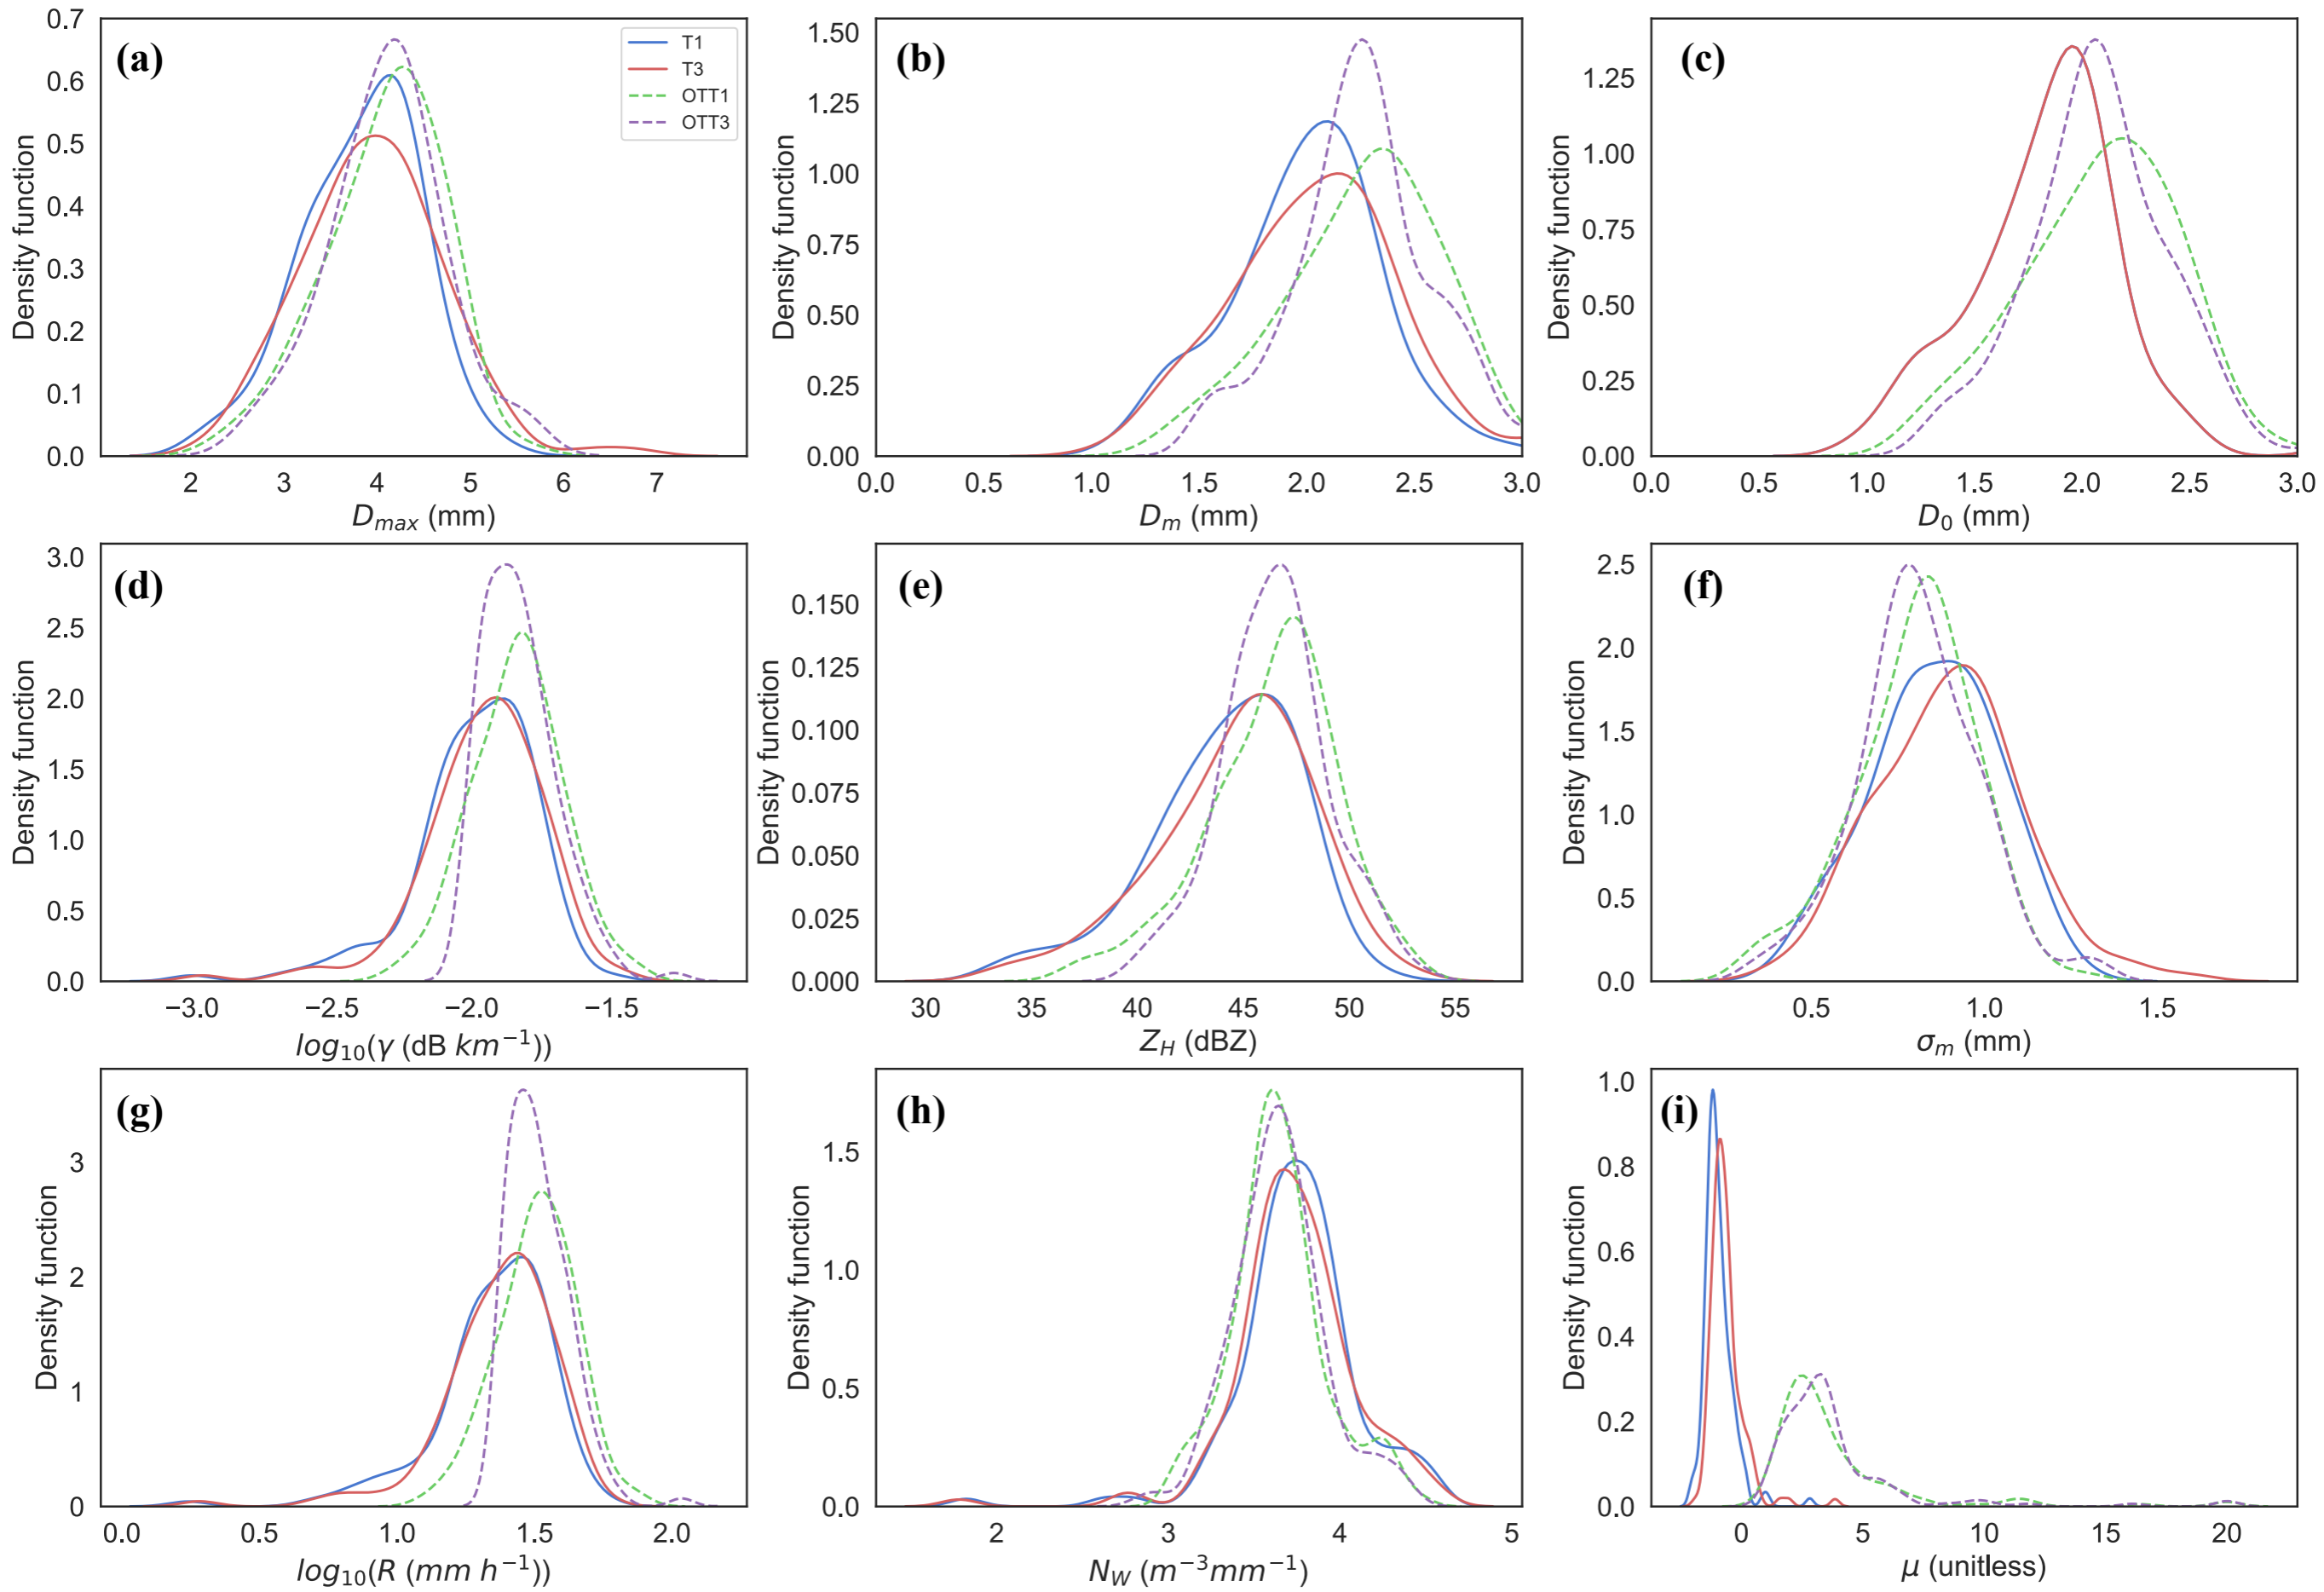 (a)
T1
T3
OTT1
OTT3
0.7
0.6
0.5
0.4
0.3
0.2
0.1
0.0
Density function
2 3 4 5 6 7
D_max (mm)
(b)
1.50
1.25
1.00
0.75
0.50
0.25
0.00
Density function
0.0 0.5 1.0 1.5 2.0 2.5 3.0
D_m (mm)
(c)
1.25
1.00
0.75
0.50
0.25
0.00
Density function
0.0 0.5 1.0 1.5 2.0 2.5 3.0
D_0 (mm)
(d)
3.0
2.5
2.0
1.5
1.0
0.5
0.0
Density function
−3.0 −2.5 −2.0 −1.5
log_10(γ (dB km^−1))
(e)
0.150
0.125
0.100
0.075
0.050
0.025
0.000
Density function
30 35 40 45 50 55
Z_H (dBZ)
(f)
2.5
2.0
1.5
1.0
0.5
0.0
Density function
0.5 1.0 1.5
σ_m (mm)
(g)
3
2
1
0
Density function
0.0 0.5 1.0 1.5 2.0
log_10(R (mm h^−1))
(h)
1.5
1.0
0.5
0.0
Density function
2 3 4 5
N_W (m^−3mm^−1)
(i)
1.0
0.8
0.6
0.4
0.2
0.0
Density function
0 5 10 15 20
μ (unitless)